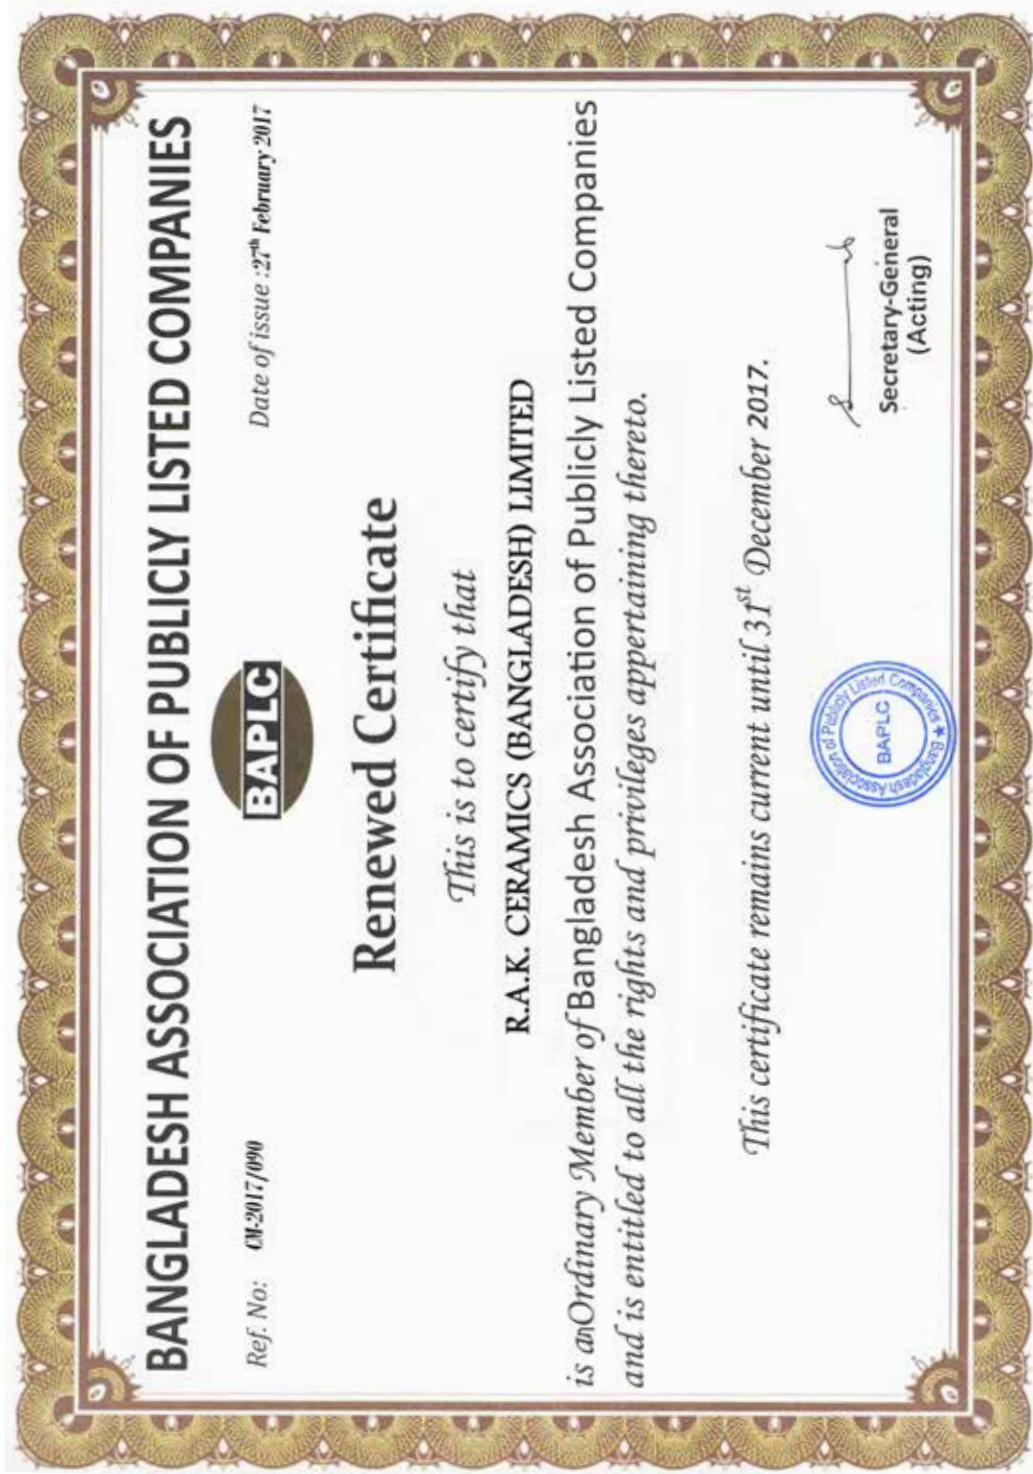 BANGLADESH ASSOCIATION OF PUBLICLY LISTED COMPANIES
Ref. No: CM-2017/090
BAPLC
Date of issue :27th February 2017
Renewed Certificate
This is to certify that
R.A.K. CERAMICS (BANGLADESH) LIMITED
is anOrdinary Member of Bangladesh Association of Publicly Listed Companies
and is entitled to all the rights and privileges appertaining thereto.
This certificate remains current until 31st December 2017.
Bangladesh Association of Publicly Listed Companies ★
BAPLC
Secretary-General
(Acting)